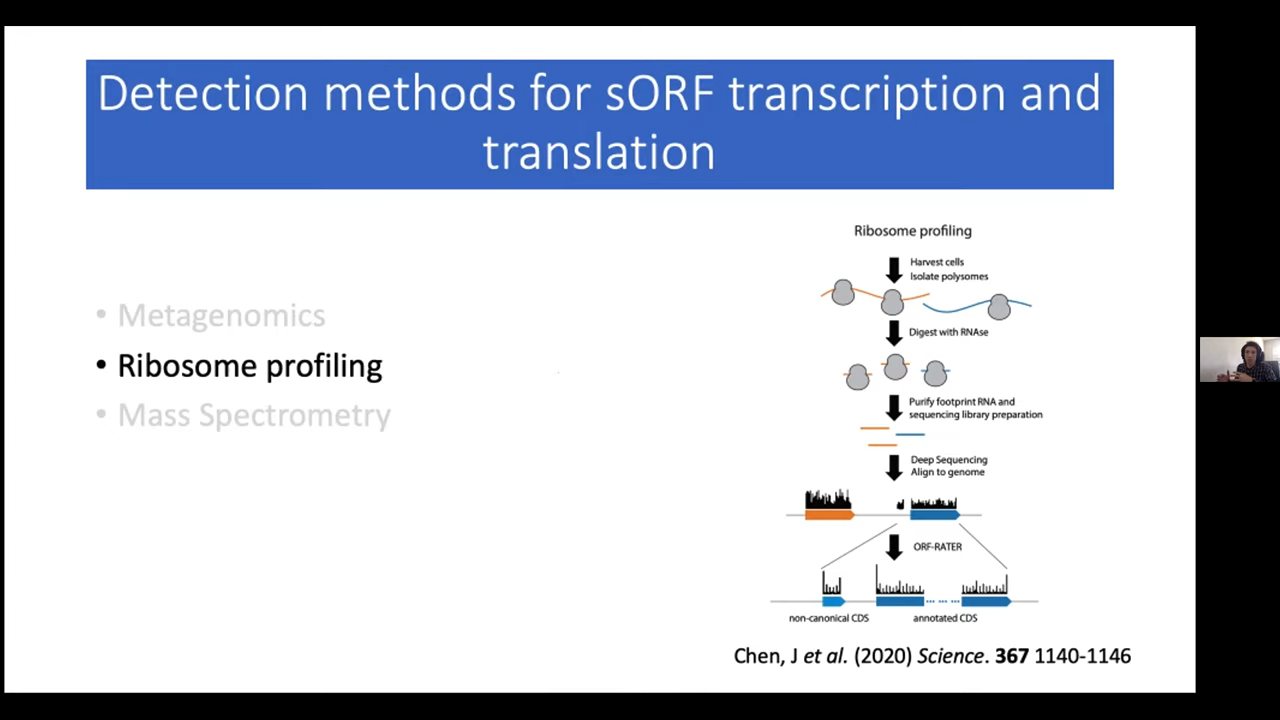 Detection methods for sORF transcription and
translation
• Metagenomics
• Ribosome profiling
• Mass Spectrometry
Ribosome profiling
Harvest cells
Isolate polysomes
Digest with RNAse
Purify footprint RNA and
sequencing library preparation
Deep Sequencing
Align to genome
ORF-RATER
non-canonical CDS
annotated CDS
Chen, J et al. (2020) Science. 367 1140-1146